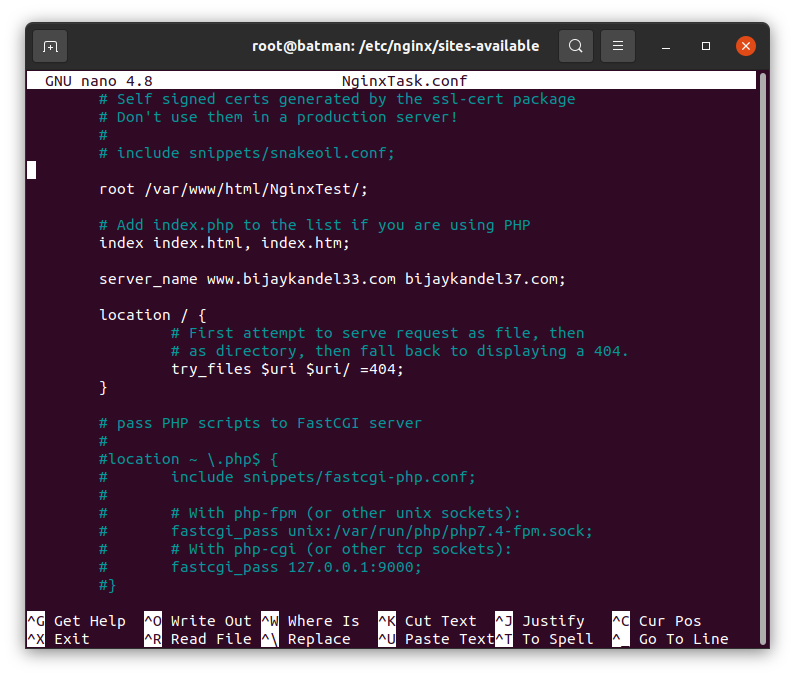 root@batman: /etc/nginx/sites-available
GNU nano 4.8 NginxTask.conf
# Self signed certs generated by the ssl-cert package
# Don't use them in a production server!
#
# include snippets/snakeoil.conf;
root /var/www/html/NginxTest/;
# Add index.php to the list if you are using PHP
index index.html, index.htm;
server_name www.bijaykandel33.com bijaykandel37.com;
location / {
# First attempt to serve request as file, then
# as directory, then fall back to displaying a 404.
try_files $uri $uri/ =404;
}
# pass PHP scripts to FastCGI server
#
#location ~ \.php$ {
# include snippets/fastcgi-php.conf;
#
# # With php-fpm (or other unix sockets):
# fastcgi_pass unix:/var/run/php/php7.4-fpm.sock;
# # With php-cgi (or other tcp sockets):
# fastcgi_pass 127.0.0.1:9000;
#}
^G Get Help ^O Write Out ^W Where Is ^K Cut Text ^J Justify ^C Cur Pos
^X Exit ^R Read File ^\ Replace ^U Paste Text ^T To Spell ^_ Go To Line